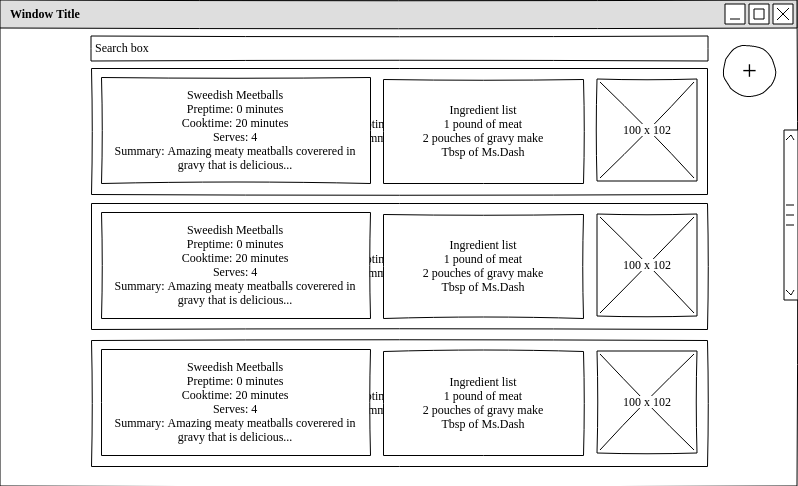 Window Title
Search box
Swedish Meetballs
Preptime: 0 minutes
Cooktime: 20 minutes
Serves: 4
Summary: Amazing meaty meatballs coverered in
gravy that is delicious...
Ingredient list
1 pound of meat
2 pouches of gravy make
Tbsp of Ms.Dash
100 x 102
Swedish Meetballs
Preptime: 0 minutes
Cooktime: 20 minutes
Serves: 4
Summary: Amazing meaty meatballs coverered in
gravy that is delicious...
Ingredient list
1 pound of meat
2 pouches of gravy make
Tbsp of Ms.Dash
100 x 102
Swedish Meetballs
Preptime: 0 minutes
Cooktime: 20 minutes
Serves: 4
Summary: Amazing meaty meatballs coverered in
gravy that is delicious...
Ingredient list
1 pound of meat
2 pouches of gravy make
Tbsp of Ms.Dash
100 x 102